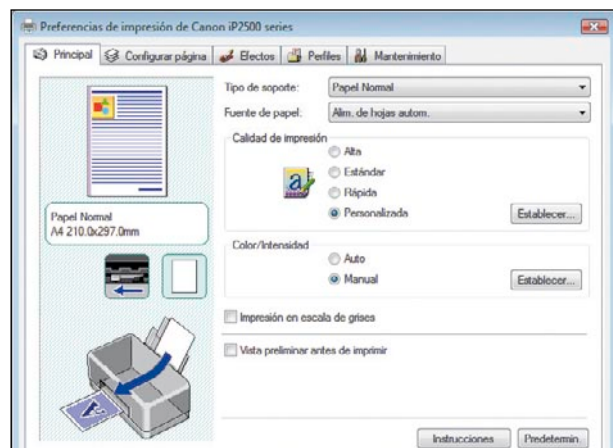 Preferencias de impresión de Canon iP2500 series
Principal Configurar página Efectos Perfiles Mantenimiento
Tipo de soporte: Papel Normal
Fuente de papel: Alim. de hojas autom.
Calidad de impresión
Alta
Estándar
Rápida
Personalizada Establecer...
Papel Normal
A4 210.0x297.0mm
Color/Intensidad
Auto
Manual Establecer...
Impresión en escala de grises
Vista preliminar antes de imprimir
Instrucciones Predetermin.